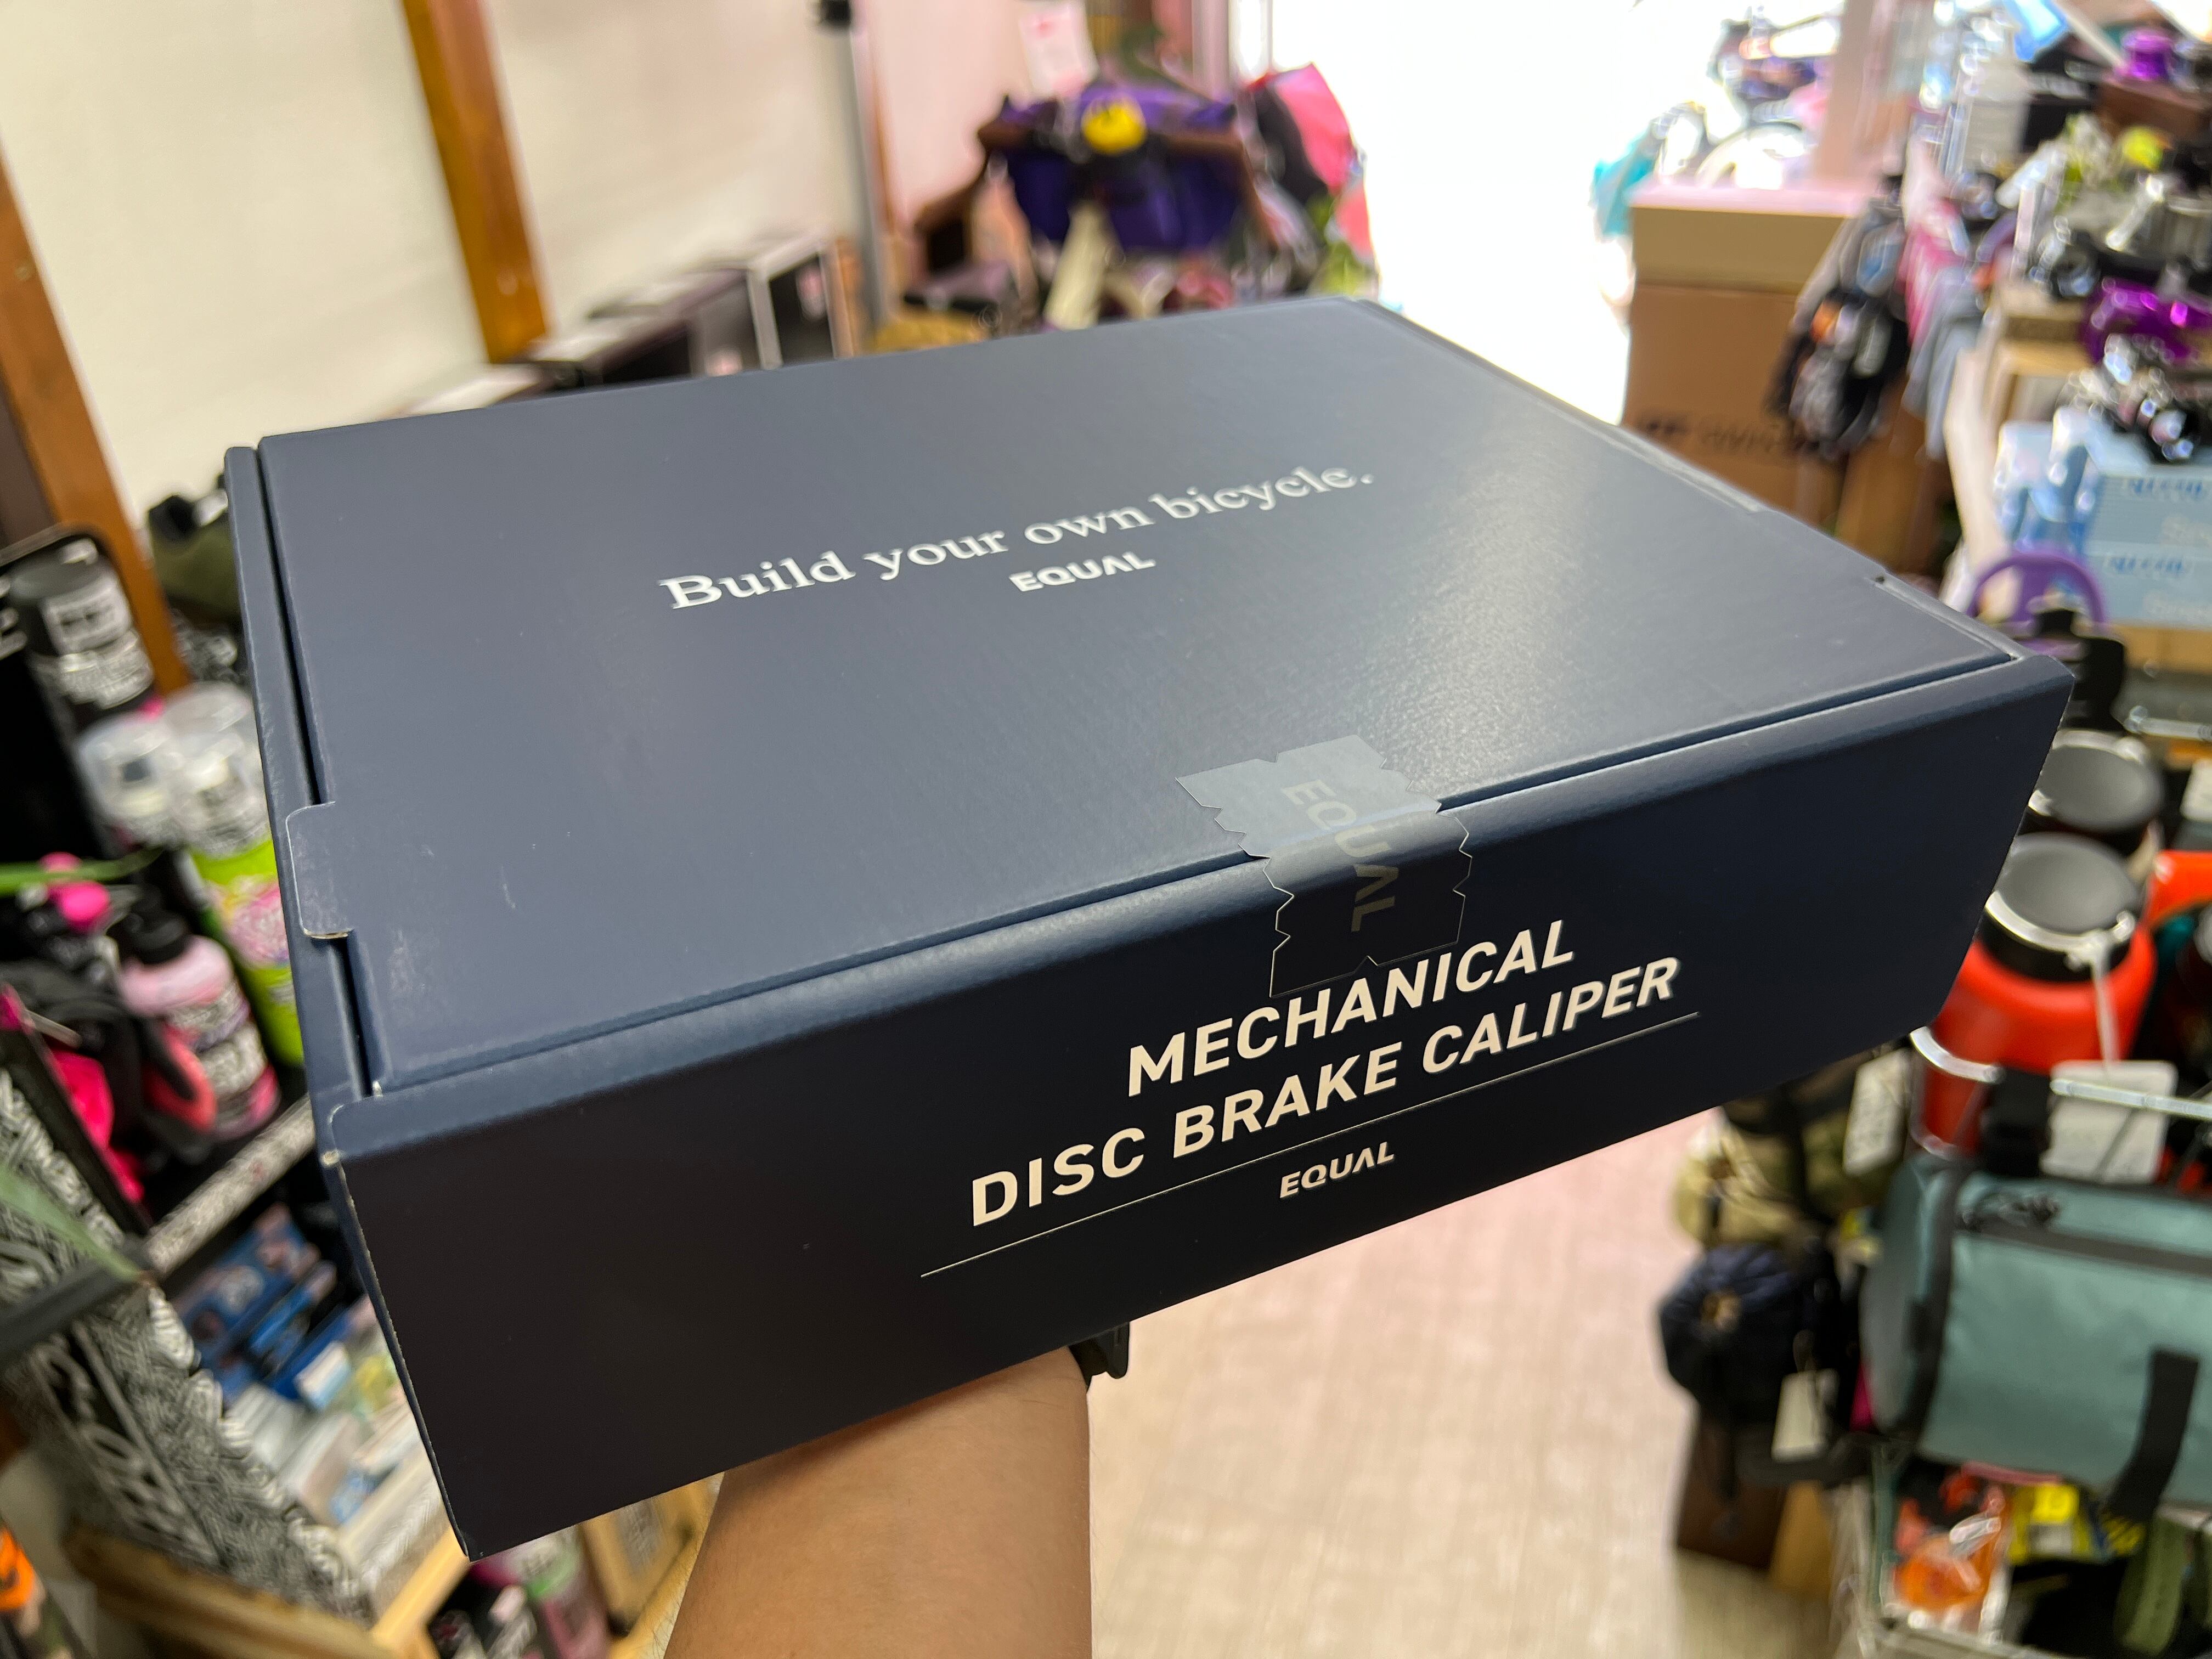 Build your own bicycle.
EQUAL
EQUAL
MECHANICAL
DISC BRAKE CALIPER
EQUAL